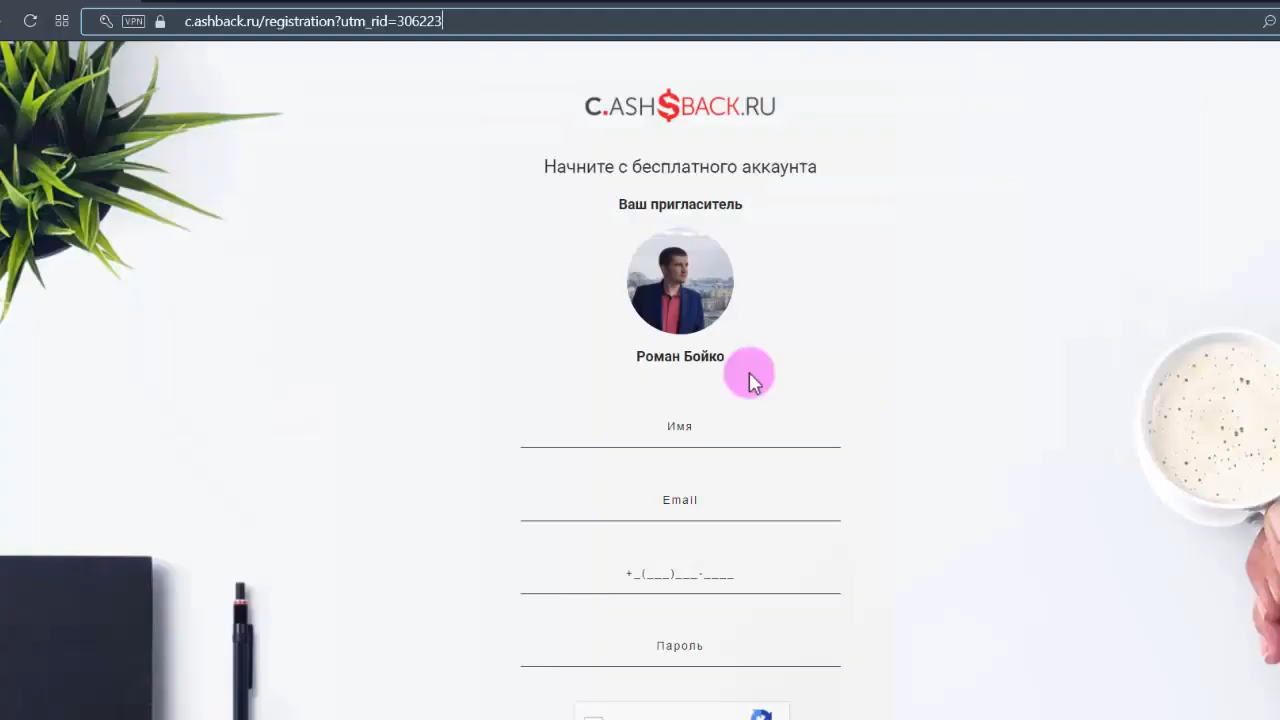 VPN c.ashback.ru/registration?utm_rid=306223
C.ASH$BACK.RU
Начните с бесплатного аккаунта
Ваш пригласитель
Роман Бойко
Имя
Email
+_(___)___-____
Пароль